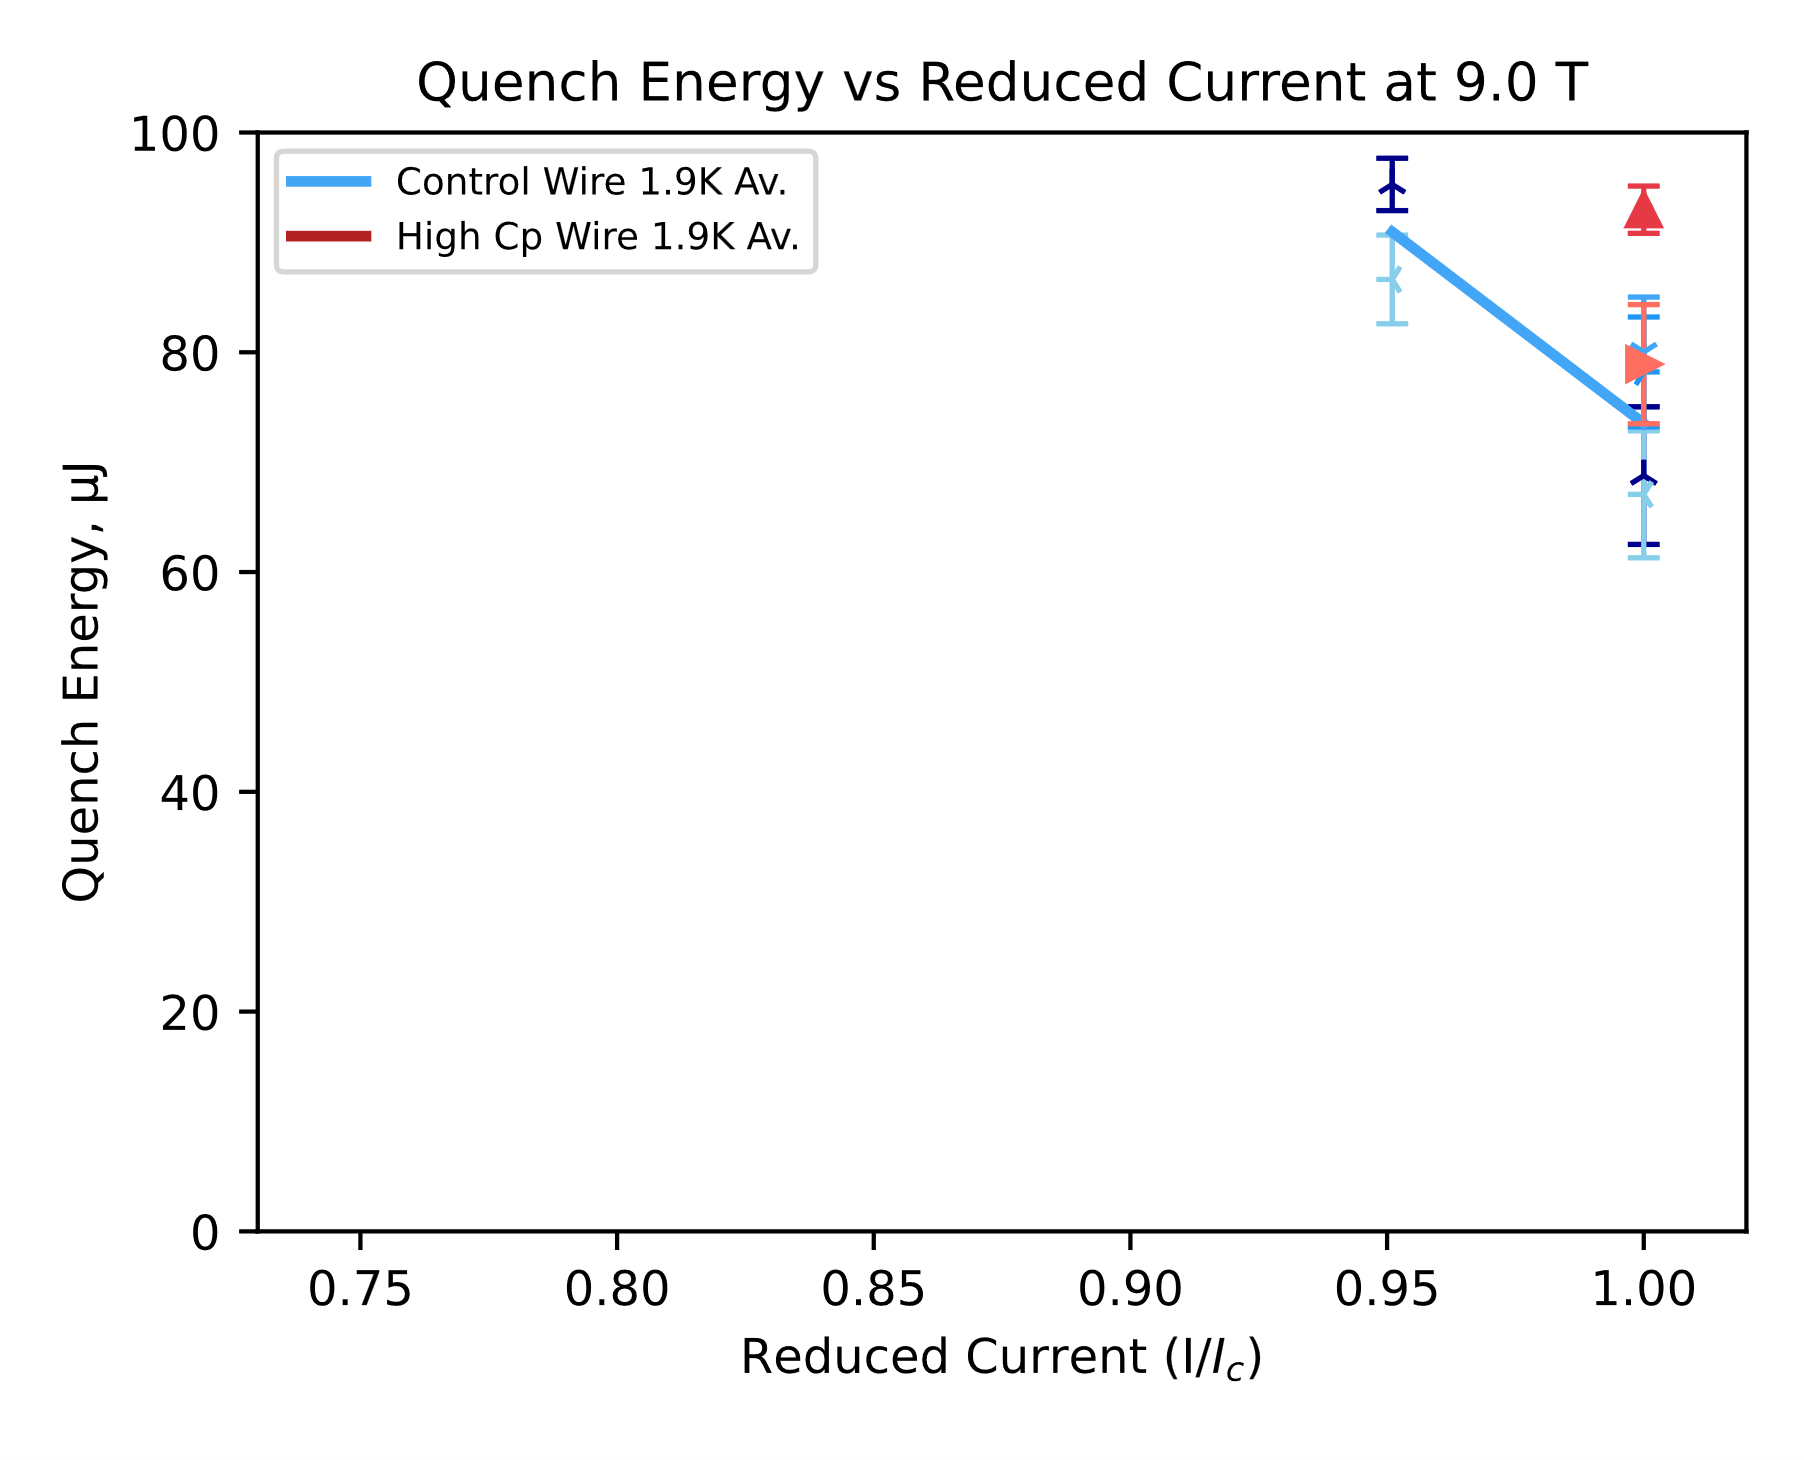 Quench Energy vs Reduced Current at 9.0 T
Control Wire 1.9K Av.
High Cp Wire 1.9K Av.
100
80
60
40
20
0
Quench Energy, µJ
0.75 0.80 0.85 0.90 0.95 1.00
Reduced Current (I/I_c)